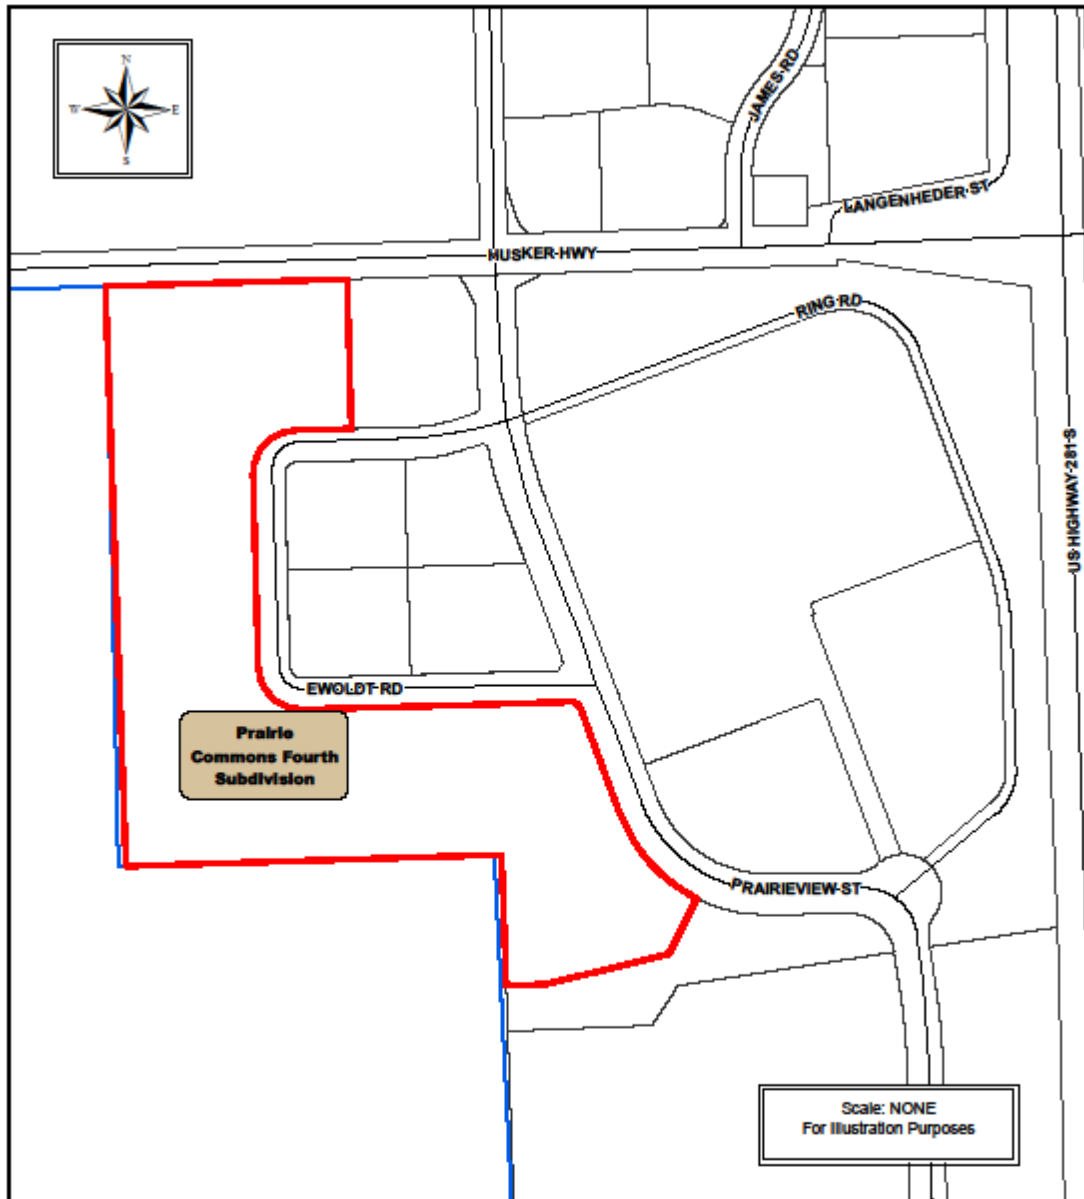 N
W E
S
JAMES RD
LANGENHEDER ST
HUSKER HWY
RING RD
US HIGHWAY 281 S
EWOLDT RD
Prairie
Commons Fourth
Subdivision
PRAIRIEVIEW ST
Scale: NONE
For Illustration Purposes